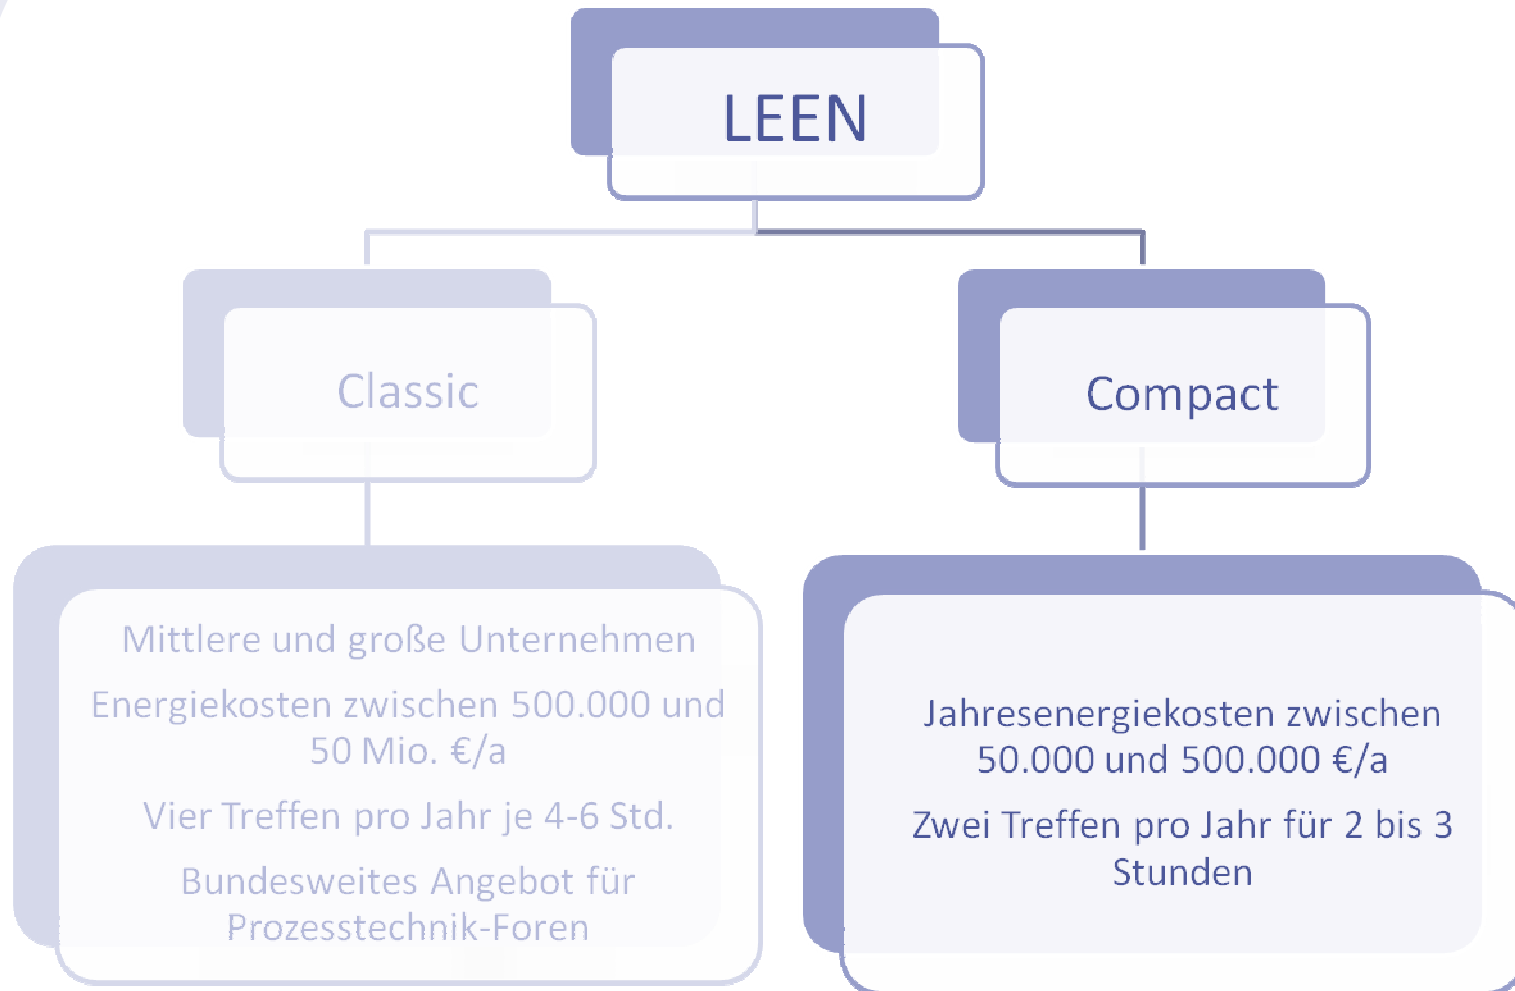 LEEN
Classic
Compact
Mittlere und große Unternehmen
Energiekosten zwischen 500.000 und
50 Mio. €/a
Vier Treffen pro Jahr je 4-6 Std.
Bundesweites Angebot für
Prozesstechnik-Foren
Jahresenergiekosten zwischen
50.000 und 500.000 €/a
Zwei Treffen pro Jahr für 2 bis 3
Stunden